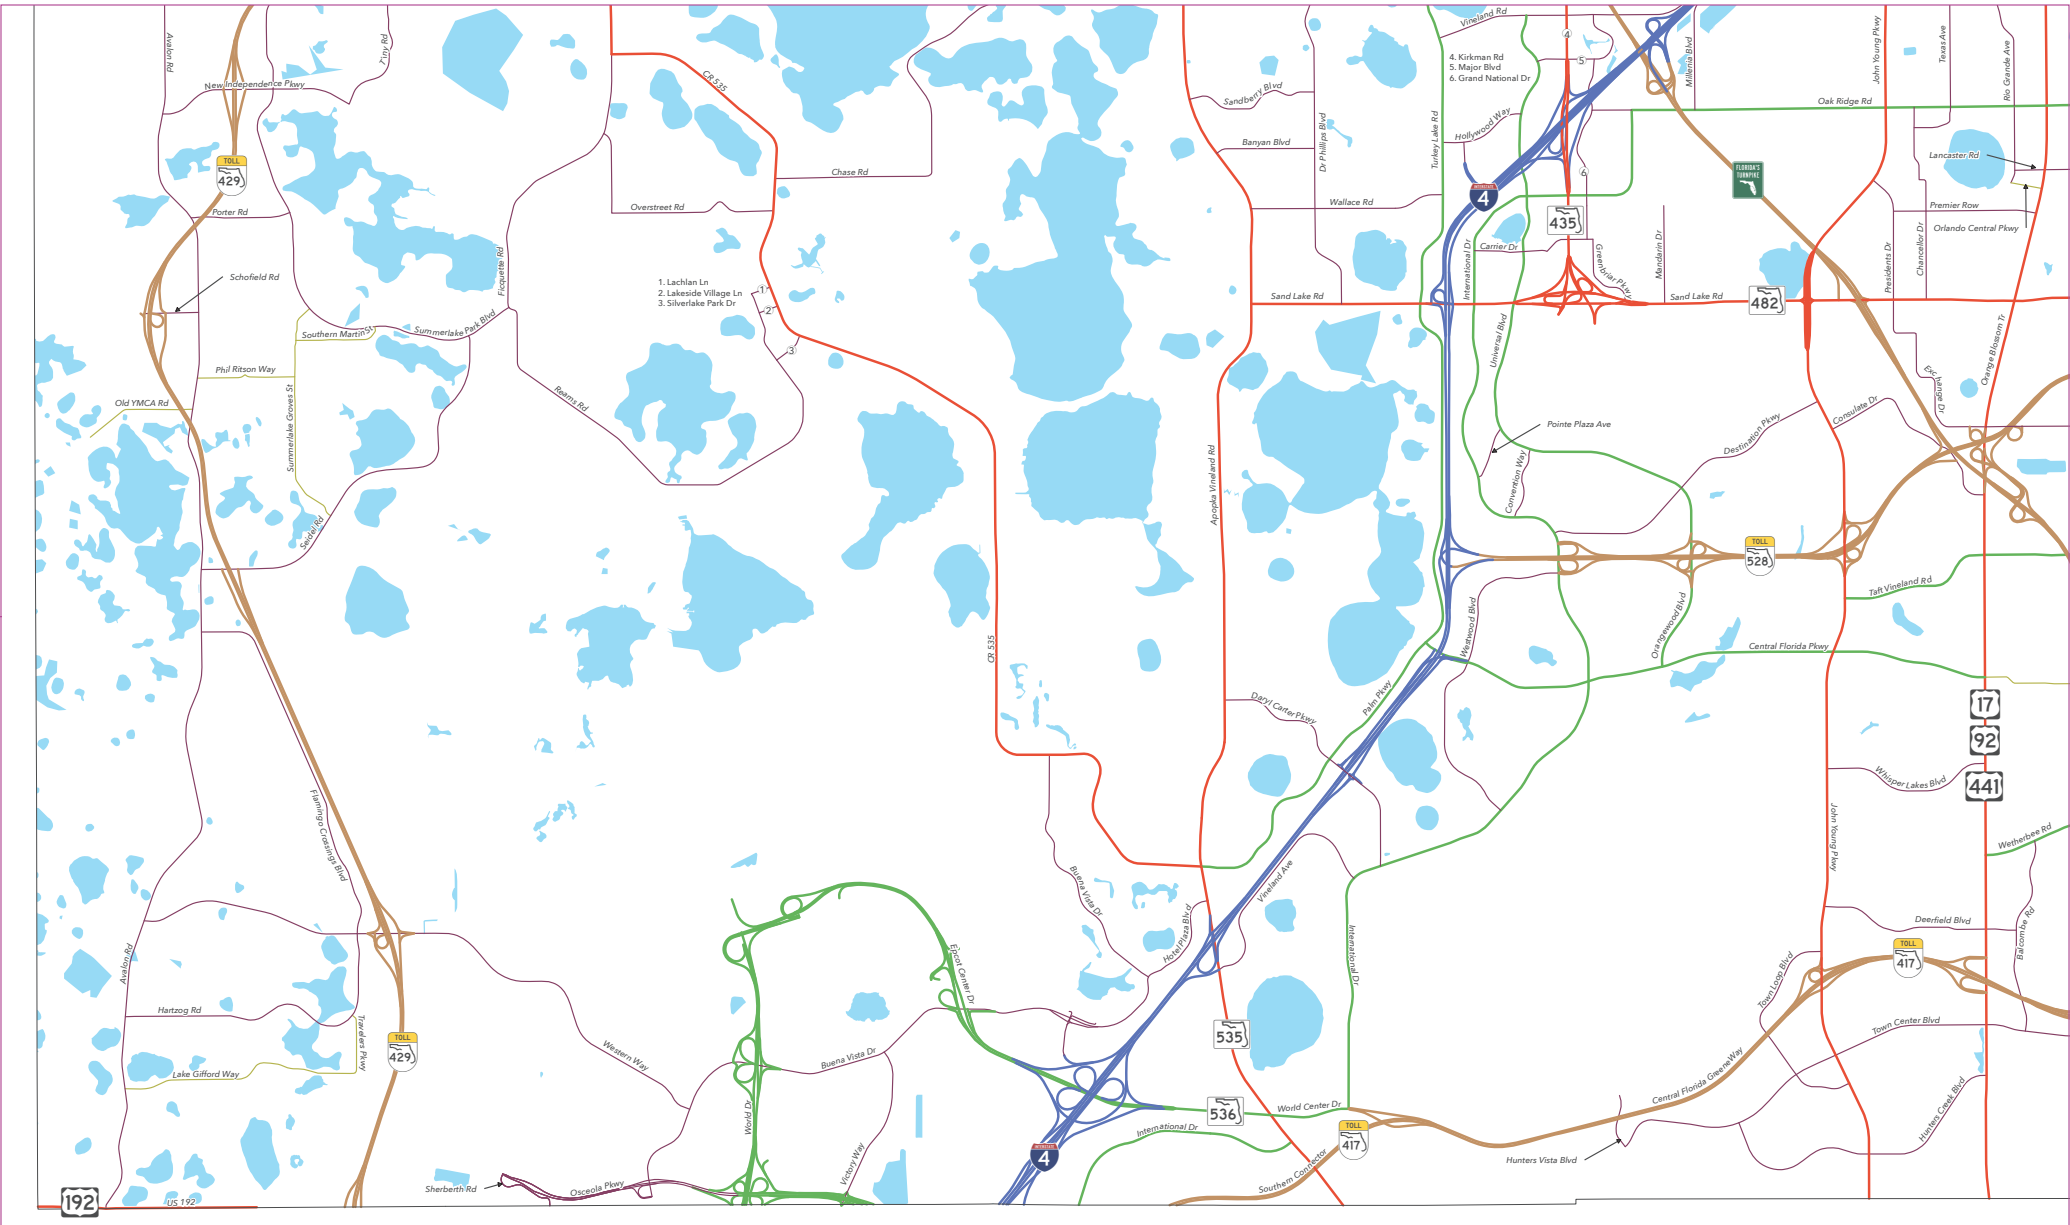 Avalon Rd
Tiny Rd
New Independence Pkwy
CR 535
Vineland Rd
4
5
4. Kirkman Rd
5. Major Blvd
6. Grand National Dr
Millenia Blvd
John Young Pkwy
Texas Ave
Rio Grande Ave
Sandberry Blvd
Oak Ridge Rd
Hollywood Way
Turkey Lake Rd
Dr Phillips Blvd
Banyan Blvd
Lancaster Rd
TOLL
429
Chase Rd
6
FLORIDA'S
TURNPIKE
INTERSTATE
4
Porter Rd
Overstreet Rd
Wallace Rd
435
Premier Row
Orlando Central Pkwy
Schofield Rd
Ficquette Rd
1. Lachlan Ln
2. Lakeside Village Ln
3. Silverlake Park Dr
1
2
3
International Dr
Carrier Dr
Greenbriar Pkwy
Mandarin Dr
Presidents Dr
Chancellor Dr
Sand Lake Rd
Sand Lake Rd
482
Southern Martin St
Summerlake Park Blvd
Universal Blvd
Orange Blossom Tr
Phil Ritson Way
Exchange Dr
Old YMCA Rd
Summerlake Groves St
Reams Rd
Pointe Plaza Ave
Destination Pkwy
Consulate Dr
Apopka Vineland Rd
Convention Way
Seidel Rd
TOLL
528
Taft Vineland Rd
CR 535
Westwood Blvd
Orangewood Blvd
Central Florida Pkwy
Daryl Carter Pkwy
Palm Pkwy
17
92
441
Whisper Lakes Blvd
Flamingo Crossings Blvd
John Young Pkwy
Wetherbee Rd
Buena Vista Dr
Vineland Ave
Avalon Rd
Epcot Center Dr
Hotel Plaza Blvd
International Dr
Deerfield Blvd
Balcombe Rd
TOLL
417
Town Loop Blvd
Hartzog Rd
Travelers Pkwy
TOLL
429
Western Way
Buena Vista Dr
535
Town Center Blvd
Lake Gifford Way
World Dr
536
World Center Dr
Central Florida GreeneWay
International Dr
TOLL
417
Hunters Creek Blvd
INTERSTATE
4
Victory Way
Southern Connector
Hunters Vista Blvd
Sherberth Rd
Osceola Pkwy
192
US 192